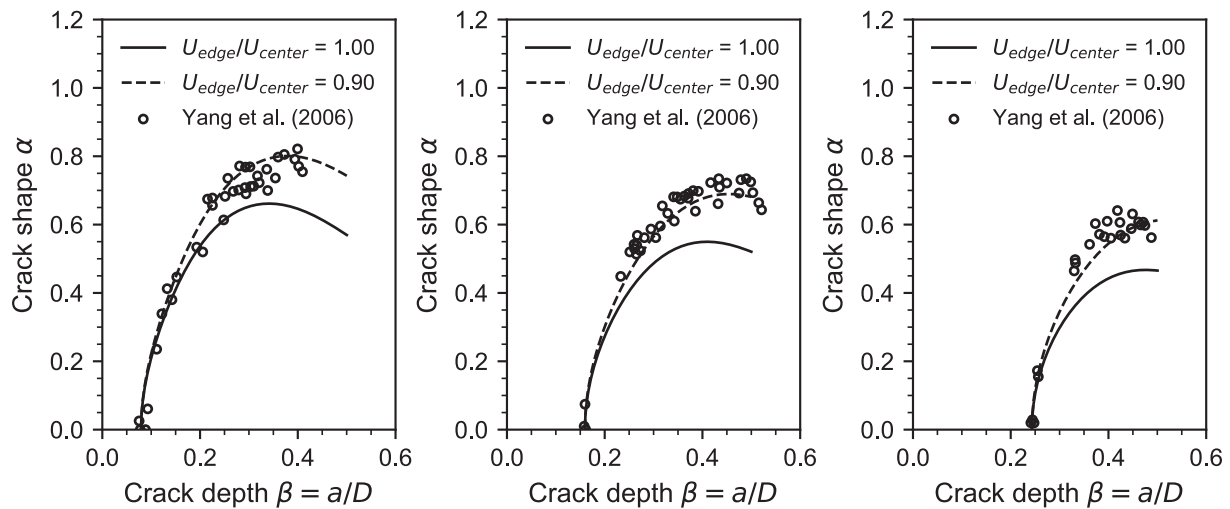 1.2
1.0
0.8
0.6
0.4
0.2
0.0
Crack shape α
U_edge/U_center = 1.00
U_edge/U_center = 0.90
Yang et al. (2006)
0.0 0.2 0.4 0.6
Crack depth β = a/D
1.2
1.0
0.8
0.6
0.4
0.2
0.0
Crack shape α
U_edge/U_center = 1.00
U_edge/U_center = 0.90
Yang et al. (2006)
0.0 0.2 0.4 0.6
Crack depth β = a/D
1.2
1.0
0.8
0.6
0.4
0.2
0.0
Crack shape α
U_edge/U_center = 1.00
U_edge/U_center = 0.90
Yang et al. (2006)
0.0 0.2 0.4 0.6
Crack depth β = a/D